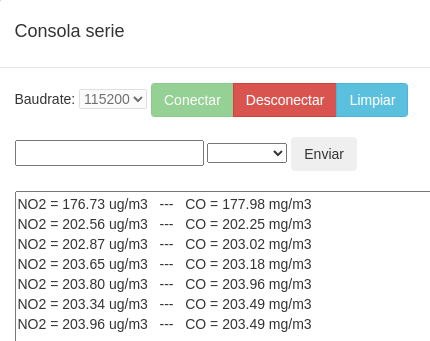 Consola serie
Baudrate: 115200 Conectar Desconectar Limpiar
Enviar
NO2 = 176.73 ug/m3 --- CO = 177.98 mg/m3
NO2 = 202.56 ug/m3 --- CO = 202.25 mg/m3
NO2 = 202.87 ug/m3 --- CO = 203.02 mg/m3
NO2 = 203.65 ug/m3 --- CO = 203.18 mg/m3
NO2 = 203.80 ug/m3 --- CO = 203.96 mg/m3
NO2 = 203.34 ug/m3 --- CO = 203.49 mg/m3
NO2 = 203.96 ug/m3 --- CO = 203.49 mg/m3